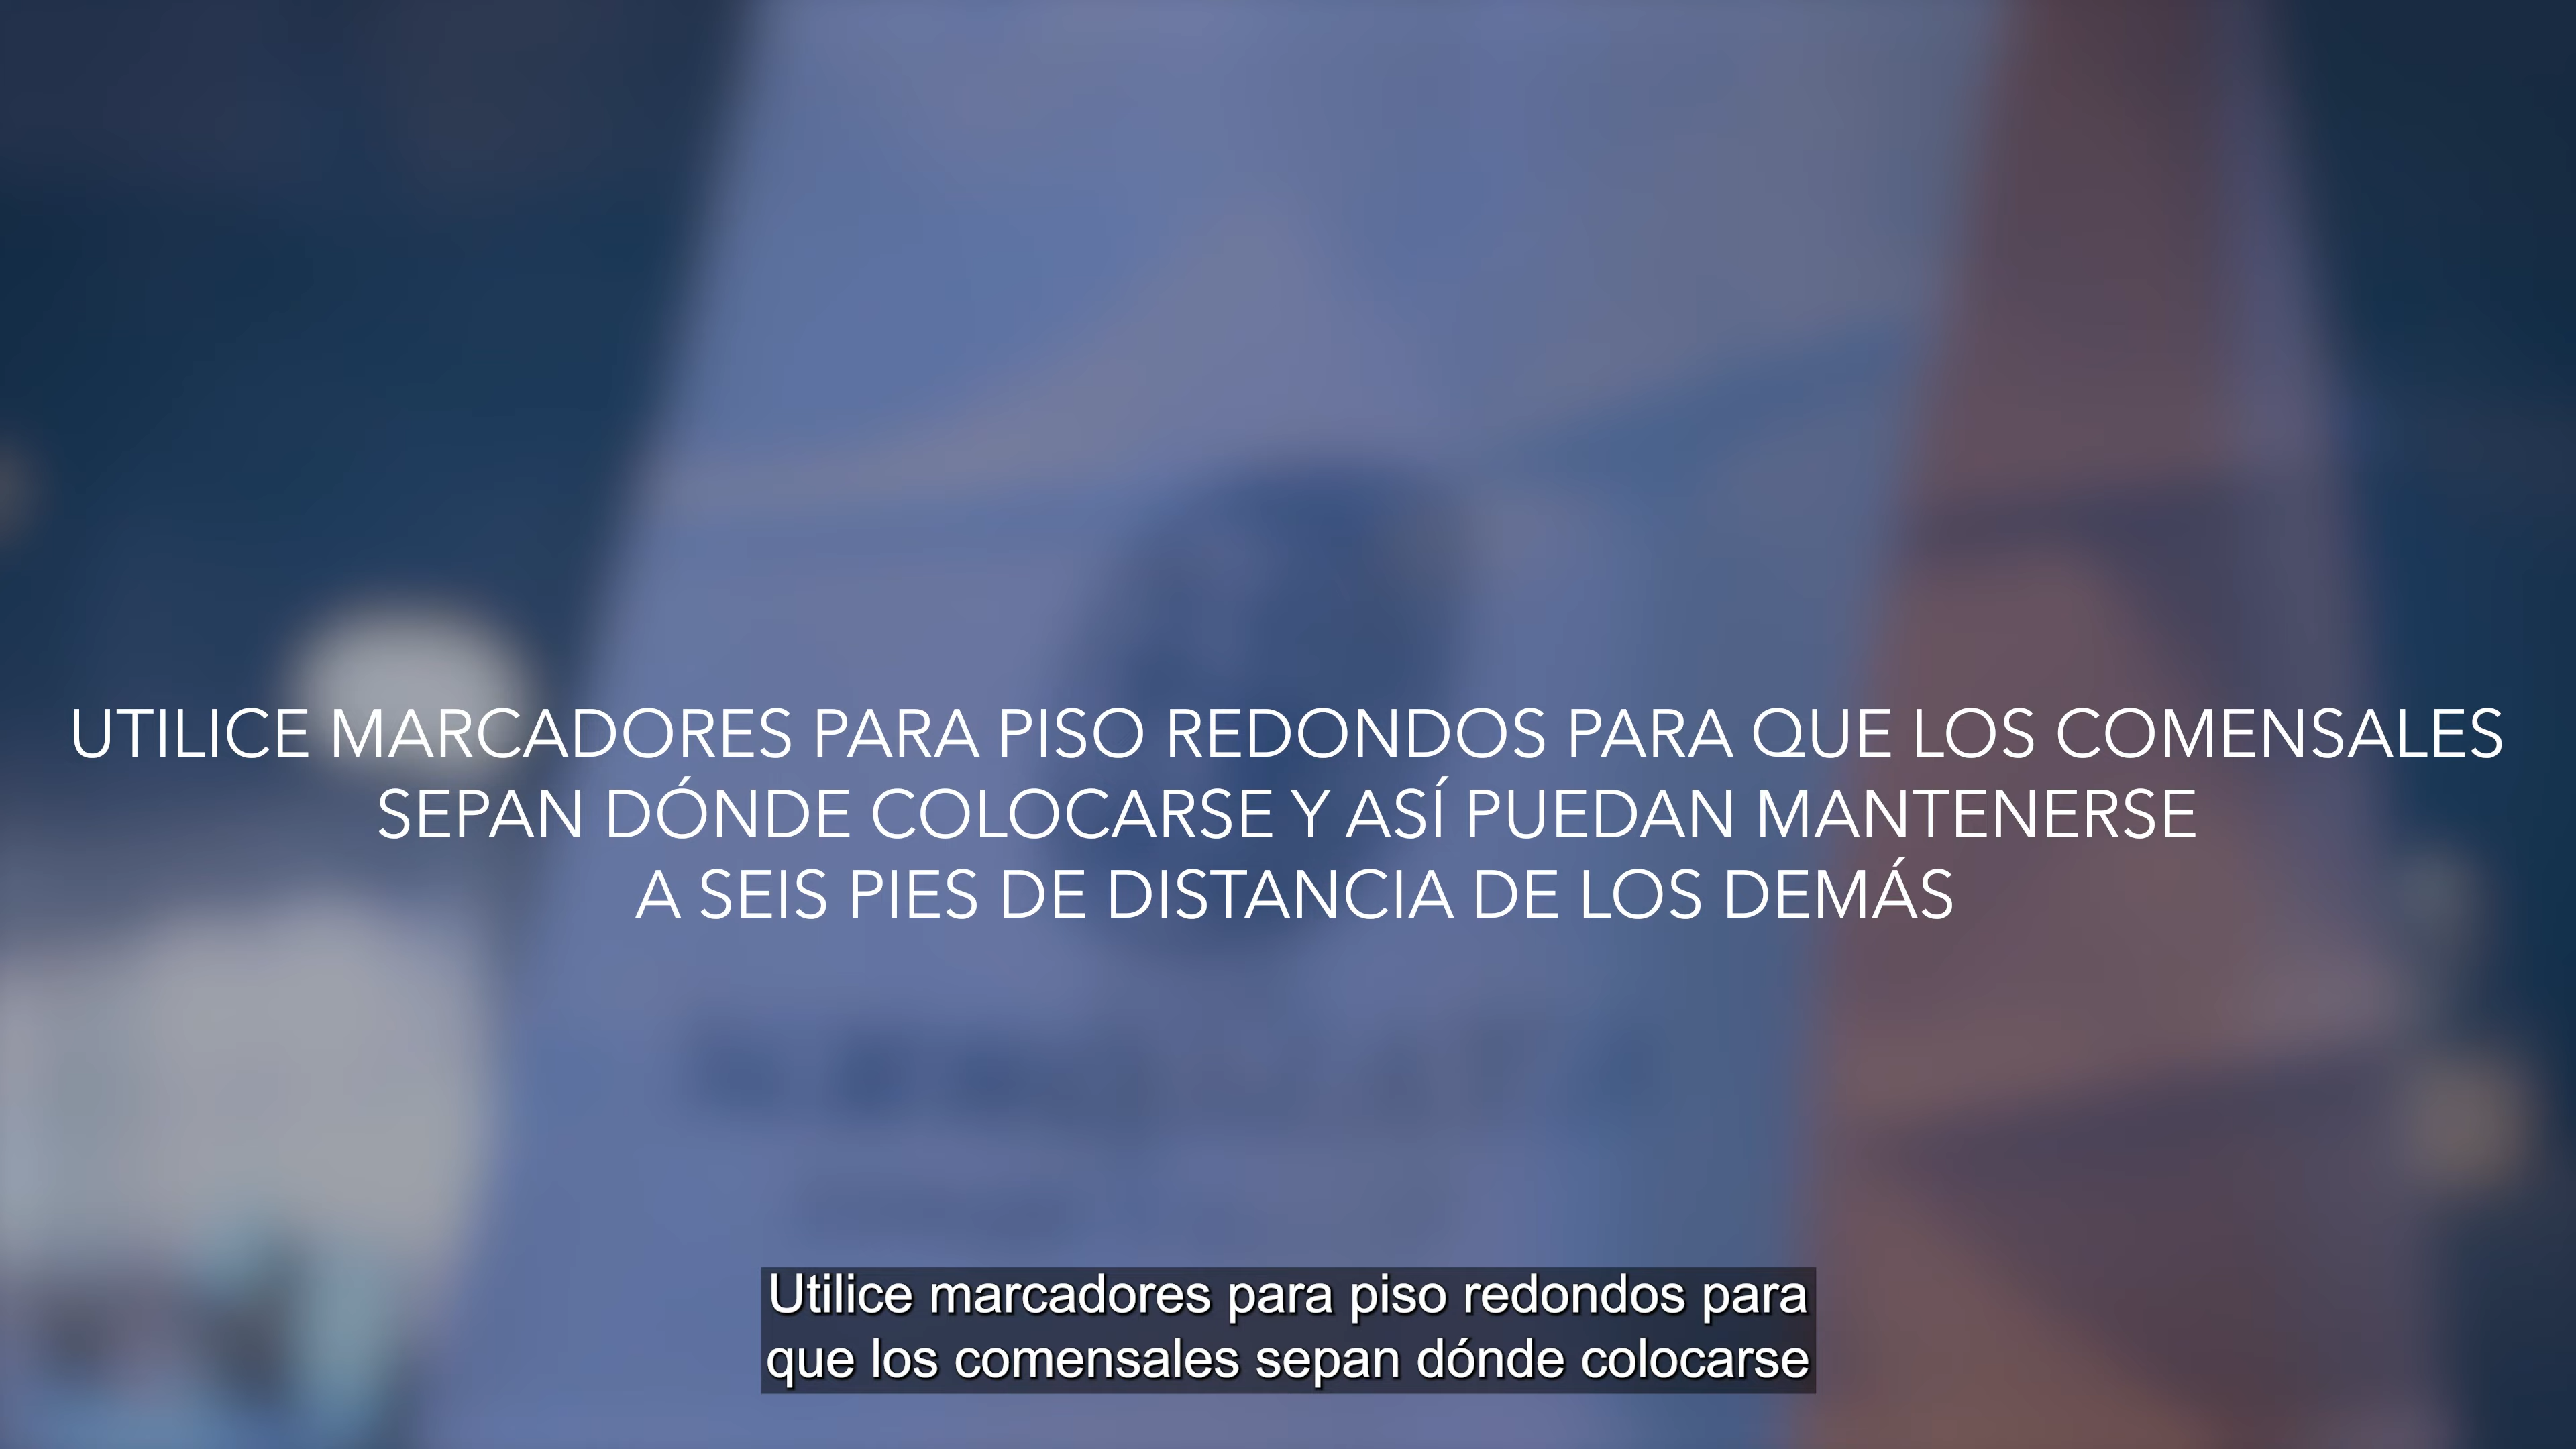 UTILICE MARCADORES PARA PISO REDONDOS PARA QUE LOS COMENSALES
SEPAN DÓNDE COLOCARSE Y ASÍ PUEDAN MANTENERSE
A SEIS PIES DE DISTANCIA DE LOS DEMÁS
Utilice marcadores para piso redondos para
que los comensales sepan dónde colocarse